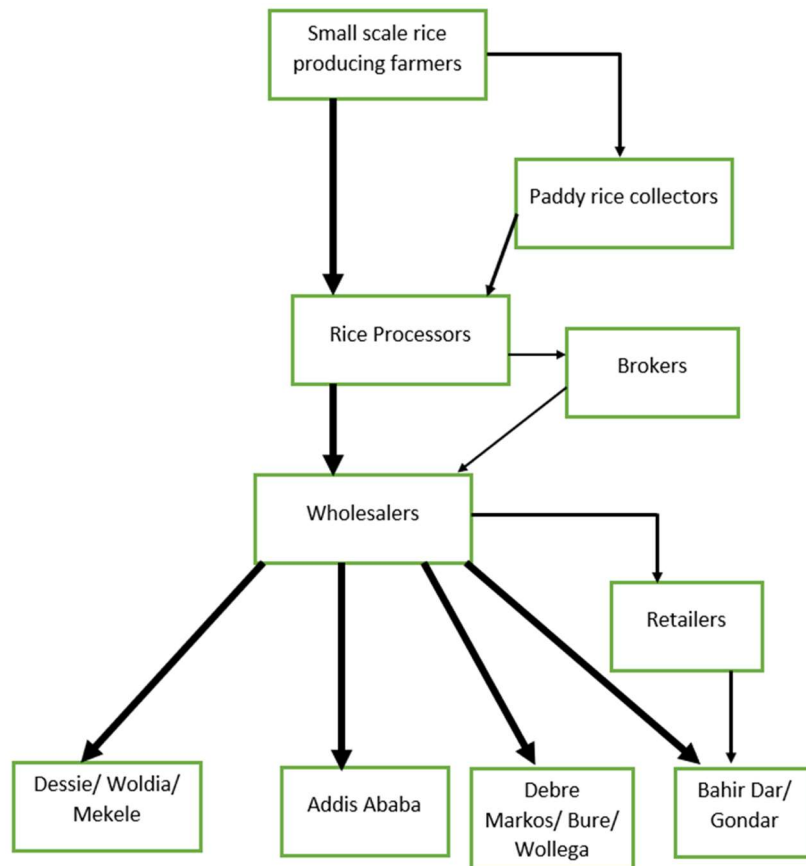 Small scale rice
producing farmers
Paddy rice collectors
Rice Processors
Brokers
Wholesalers
Retailers
Dessie/ Woldia/
Mekele
Addis Ababa
Debre
Markos/ Bure/
Wollega
Bahir Dar/
Gondar